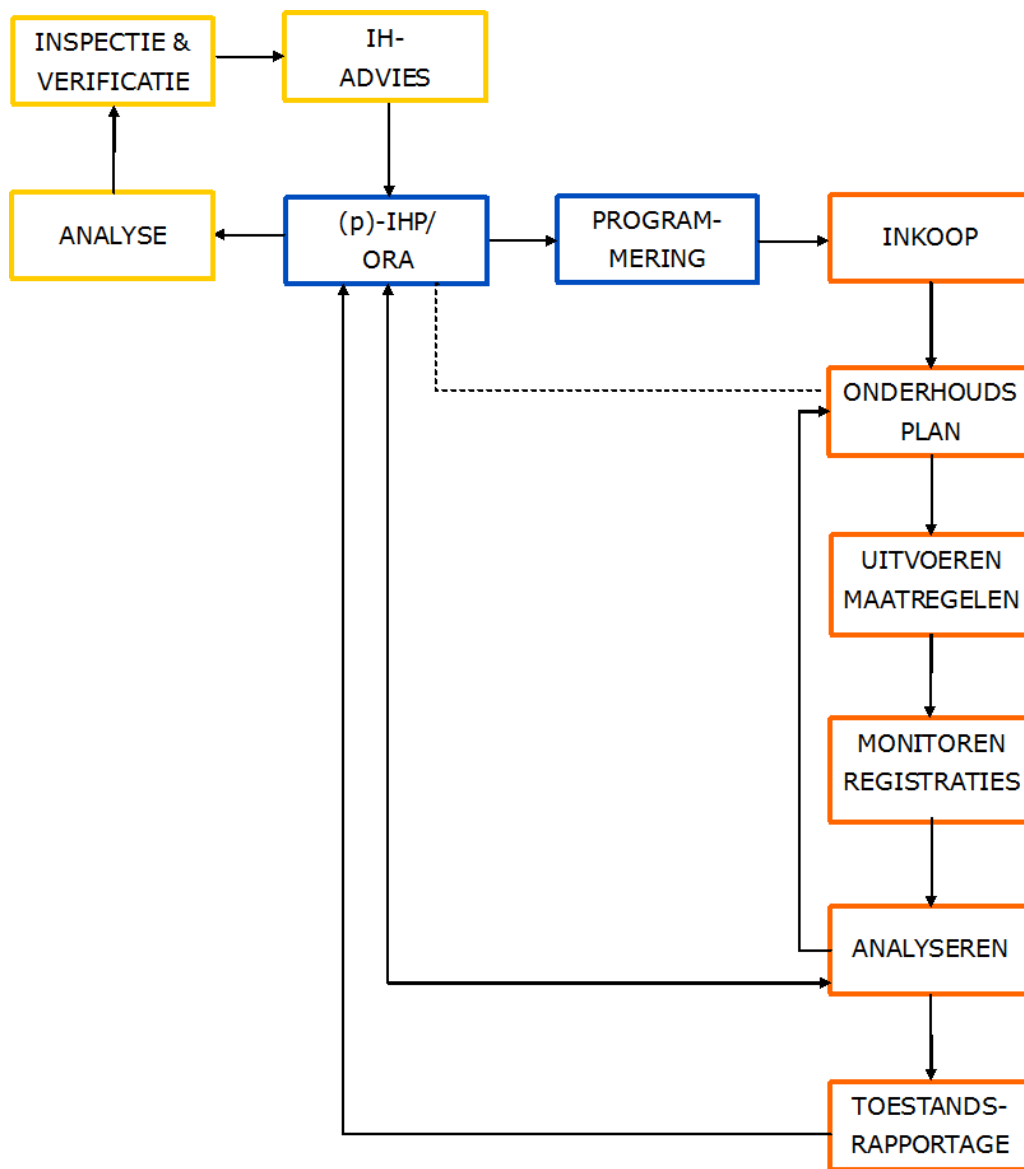 INSPECTIE &
VERIFICATIE
IH-
ADVIES
ANALYSE
(p)-IHP/
ORA
PROGRAM-
MERING
INKOOP
ONDERHOUDS
PLAN
UITVOEREN
MAATREGELEN
MONITOREN
REGISTRATIES
ANALYSEREN
TOESTANDS-
RAPPORTAGE